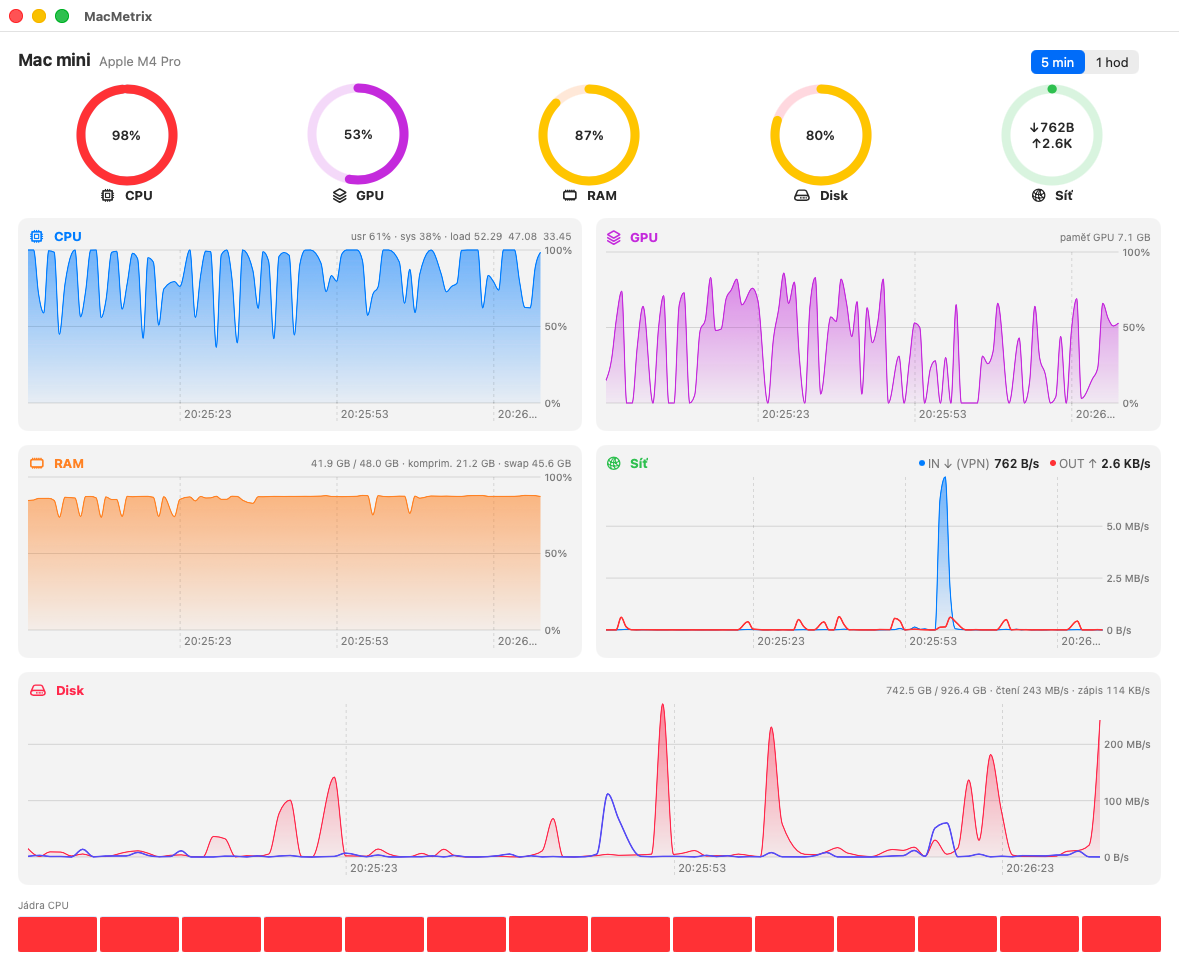 MacMetrix
Mac mini Apple M4 Pro
5 min 1 hod
98%
53%
87%
80%
↓762B
↑2.6K
CPU
GPU
RAM
Disk
Síť
CPU
usr 61% · sys 38% · load 52.29 47.08 33.45
100%
50%
0%
20:25:23
20:25:53
20:26...
GPU
paměť GPU 7.1 GB
100%
50%
0%
20:25:23
20:25:53
20:26...
RAM
41.9 GB / 48.0 GB · komprim. 21.2 GB · swap 45.6 GB
100%
50%
0%
20:25:23
20:25:53
20:26...
Síť
IN ↓ (VPN) 762 B/s OUT ↑ 2.6 KB/s
5.0 MB/s
2.5 MB/s
0 B/s
20:25:23
20:25:53
20:26...
Disk
742.5 GB / 926.4 GB · čtení 243 MB/s · zápis 114 KB/s
200 MB/s
100 MB/s
0 B/s
20:25:23
20:25:53
20:26:23
Jádra CPU